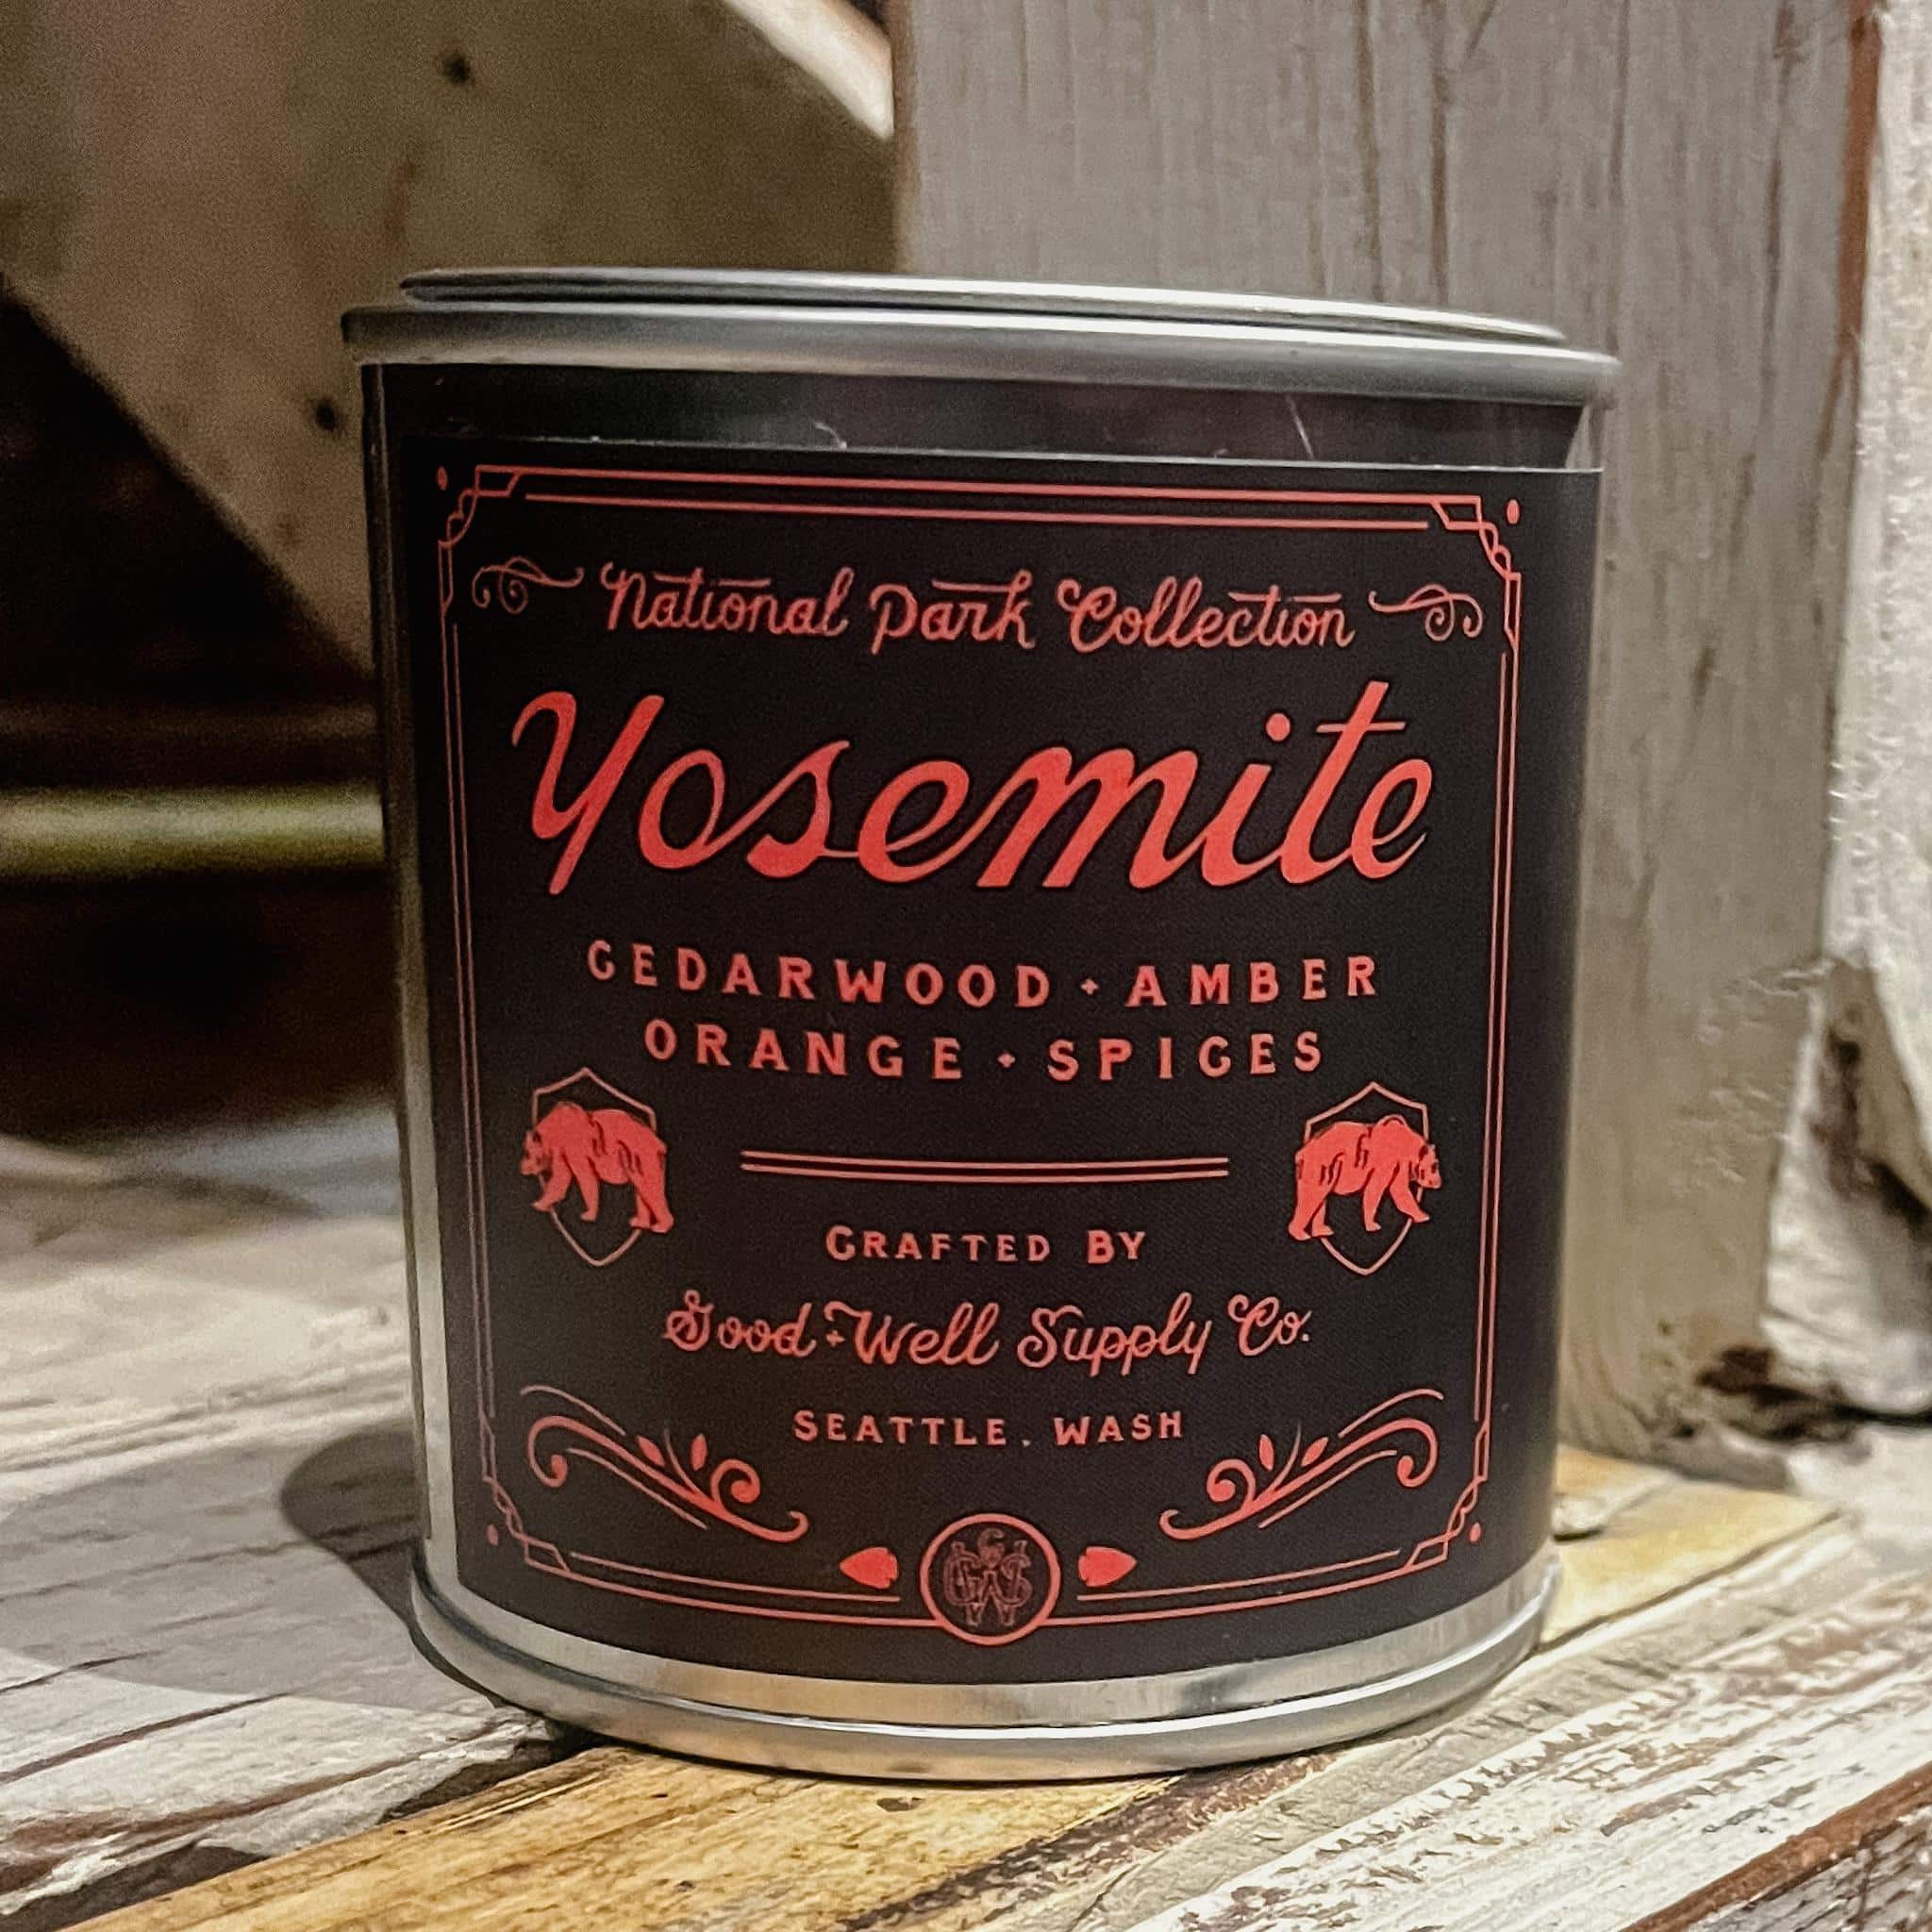 National Park Collection
Yosemite
CEDARWOOD + AMBER
ORANGE + SPICES
CRAFTED BY
Good + Well Supply Co.
SEATTLE. WASH